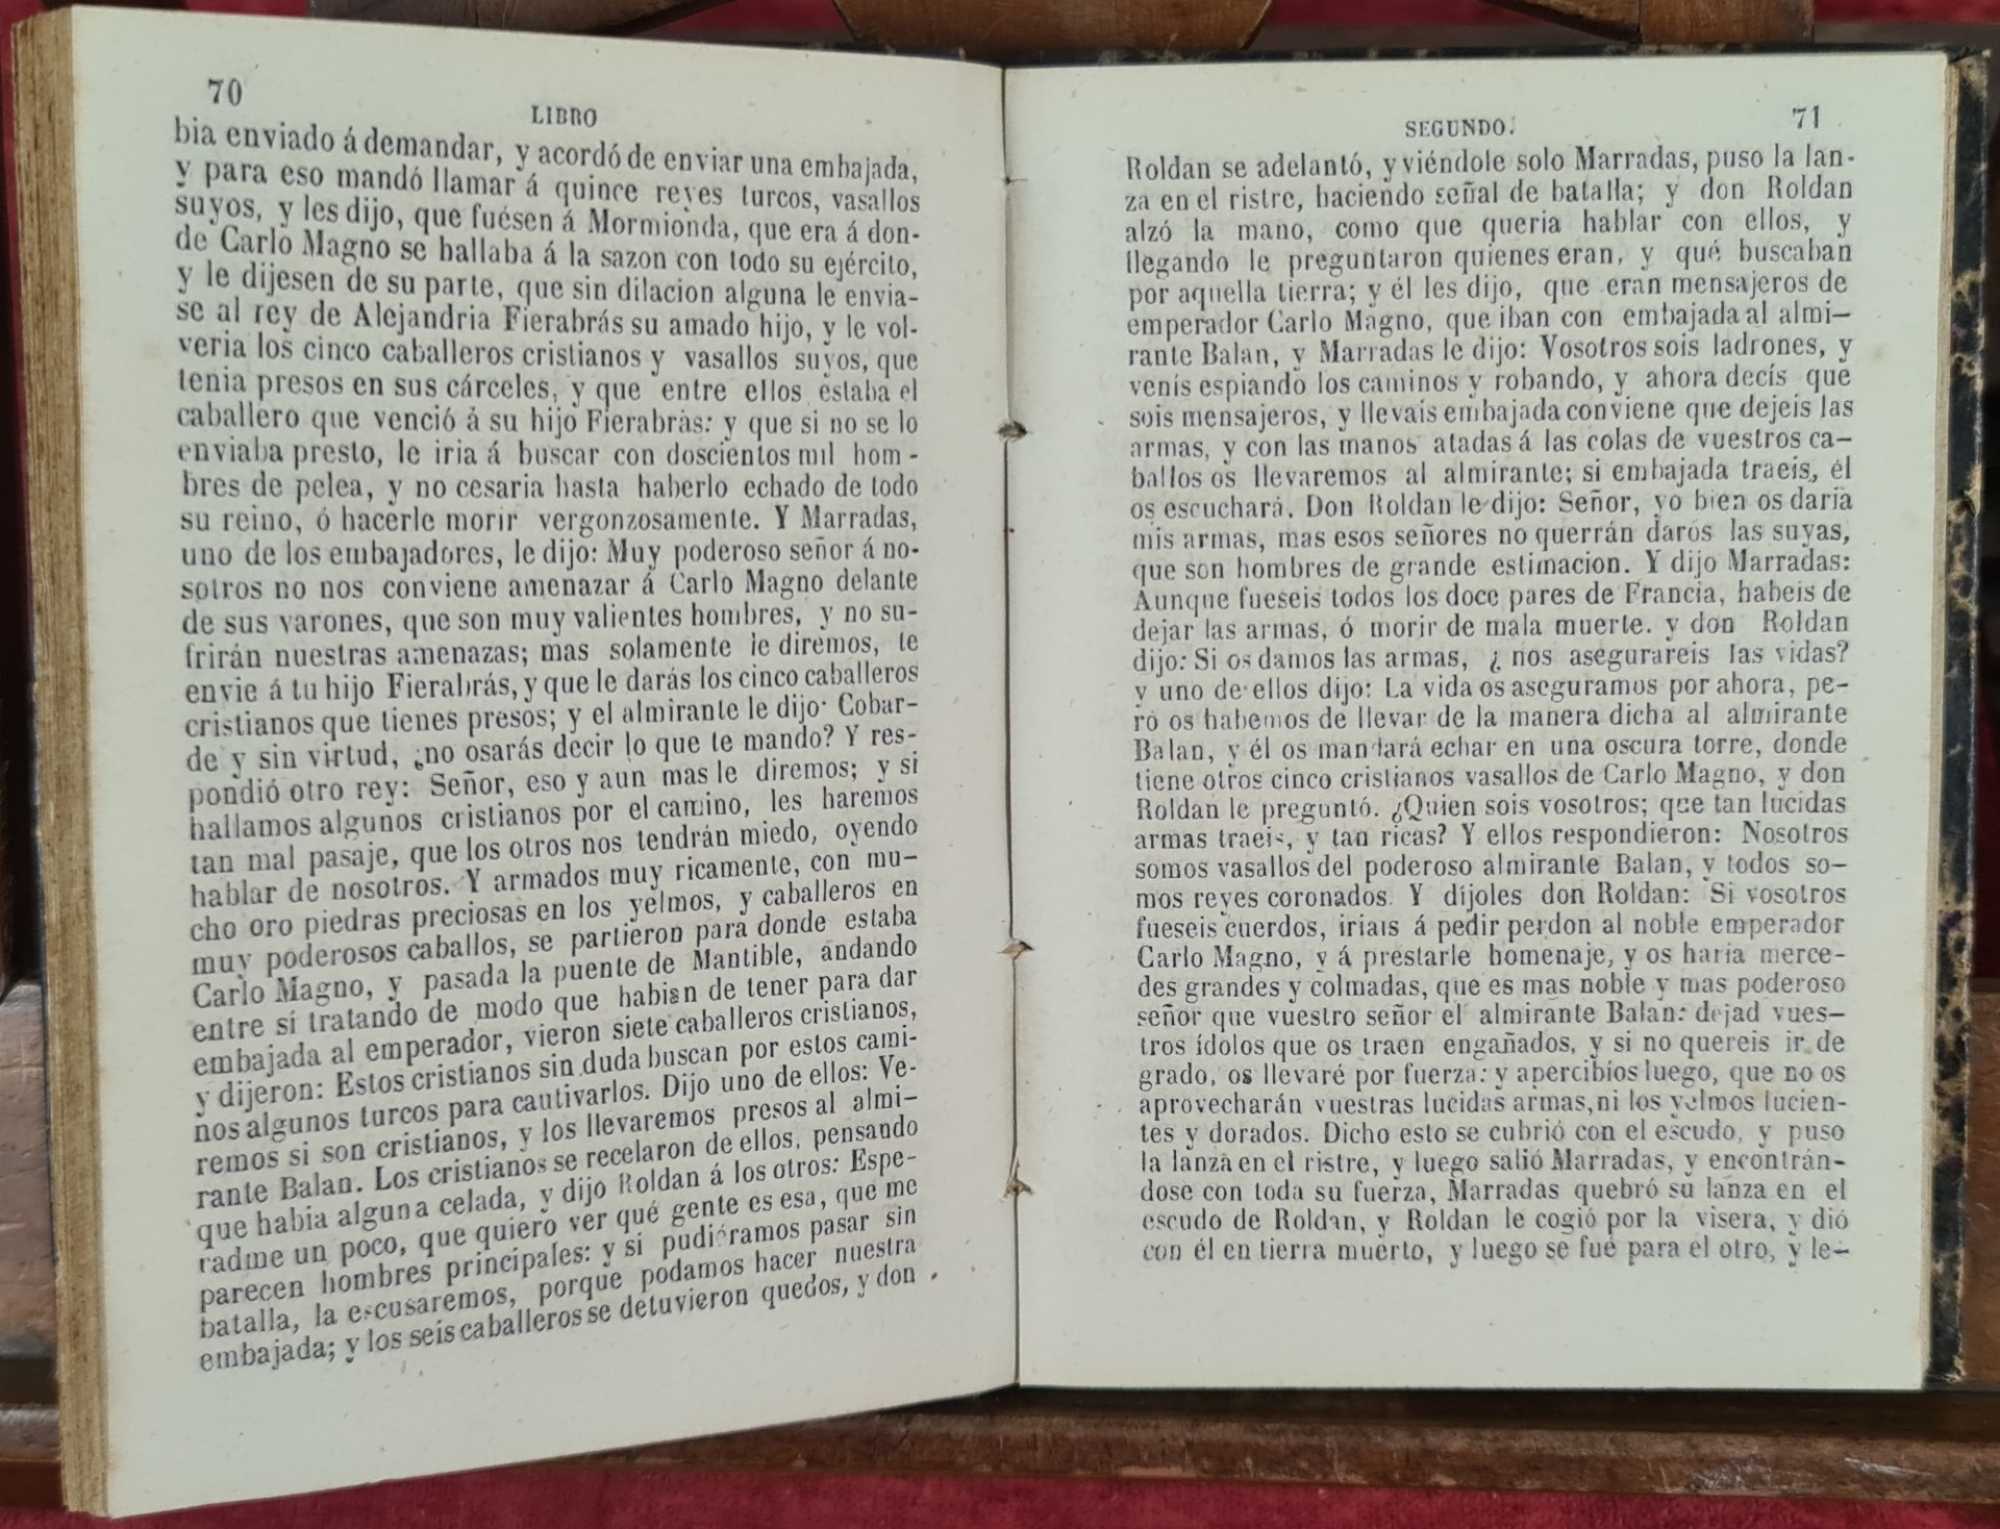 70
LIBRO
bia enviado á demandar, y acordó de enviar una embajada,
y para eso mandó llamar á quince reyes turcos, vasallos
suyos, y les dijo, que fuesen á Mormionda, que era á don-
de Carlo Magno se hallaba á la sazon con todo su ejército,
y le dijesen de su parte, que sin dilacion alguna le envia-
se al rey de Alejandria Fierabrás su amado hijo, y le vol-
veria los cinco caballeros cristianos y vasallos suyos, que
tenia presos en sus cárceles, y que entre ellos estaba el
caballero que venció á su hijo Fierabrás: y que si no se lo
enviaba presto, le iria á buscar con doscientos mil hom-
bres de pelea, y no cesaria hasta haberlo echado de todo
su reino, ó hacerle morir vergonzosamente. Y Marradas,
uno de los embajadores, le dijo: Muy poderoso señor á no-
sotros no nos conviene amenazar á Carlo Magno delante
de sus varones, que son muy valientes hombres, y no su-
frirán nuestras amenazas; mas solamente le diremos, te
envie á tu hijo Fierabrás, y que le darás los cinco caballeros
cristianos que tienes presos; y el almirante le dijo: Cobar-
de y sin virtud, ¿no osarás decir lo que te mando? Y res-
pondió otro rey: Señor, eso y aun mas le diremos; y si
hallamos algunos cristianos por el camino, les haremos
tan mal pasaje, que los otros nos tendrán miedo, oyendo
hablar de nosotros. Y armados muy ricamente, con mu-
cho oro piedras preciosas en los yelmos, y caballeros en
muy poderosos caballos, se partieron para donde estaba
Carlo Magno, y pasada la puente de Mantible, andando
entre sí tratando de modo que habian de tener para dar
embajada al emperador, vieron siete caballeros cristianos,
y dijeron: Estos cristianos sin duda buscan por estos cami-
nos algunos turcos para cautivarlos. Dijo uno de ellos: Ve-
remos si son cristianos, y los llevaremos presos al almi-
rante Balan. Los cristianos se recelaron de ellos, pensando
que habia alguna celada, y dijo Roldan á los otros: Espe-
radme un poco, que quiero ver qué gente es esa, que me
parecen hombres principales: y si pudiéramos pasar sin
batalla, la escusaremos, porque podamos hacer nuestra
embajada; y los seis caballeros se detuvieron quedos, y don
SEGUNDO.
71
Roldan se adelantó, y viéndole solo Marradas, puso la lan-
za en el ristre, haciendo señal de batalla; y don Roldan
alzó la mano, como que queria hablar con ellos, y
llegando le preguntaron quienes eran, y qué buscaban
por aquella tierra; y él les dijo, que eran mensajeros de
emperador Carlo Magno, que iban con embajada al almi-
rante Balan, y Marradas le dijo: Vosotros sois ladrones, y
venis espiando los caminos y robando, y ahora decís que
sois mensajeros, y llevais embajada conviene que dejeis las
armas, y con las manos atadas á las colas de vuestros ca-
ballos os llevaremos al almirante; si embajada traeis, él
os escuchará. Don Roldan le dijo: Señor, yo bien os daria
mis armas, mas esos señores no querrán daros las suyas,
que son hombres de grande estimacion. Y dijo Marradas:
Aunque fueseis todos los doce pares de Francia, habeis de
dejar las armas, ó morir de mala muerte. y don Roldan
dijo: Si os damos las armas, ¿ nos asegurareis las vidas?
y uno de ellos dijo: La vida os aseguramos por ahora, pe-
ro os habemos de llevar de la manera dicha al almirante
Balan, y él os mandará echar en una oscura torre, donde
tiene otros cinco cristianos vasallos de Carlo Magno, y don
Roldan le preguntó. ¿Quien sois vosotros; que tan lucidas
armas traeis, y tan ricas? Y ellos respondieron: Nosotros
somos vasallos del poderoso almirante Balan, y todos so-
mos reyes coronados. Y díjoles don Roldan: Si vosotros
fueseis cuerdos, iriais á pedir perdon al noble emperador
Carlo Magno, y á prestarle homenaje, y os haria merce-
des grandes y colmadas, que es mas noble y mas poderoso
señor que vuestro señor el almirante Balan: dejad vues-
tros ídolos que os traen engañados, y si no quereis ir de
grado, os llevaré por fuerza: y apercibíos luego, que no os
aprovecharán vuestras lucidas armas, ni los yelmos lucien-
tes y dorados. Dicho esto se cubrió con el escudo, y puso
la lanza en el ristre, y luego salió Marradas, y encontrán-
dose con toda su fuerza, Marradas quebró su lanza en el
escudo de Roldan, y Roldan le cogió por la visera, y dió
con él en tierra muerto, y luego se fue para el otro, y le-